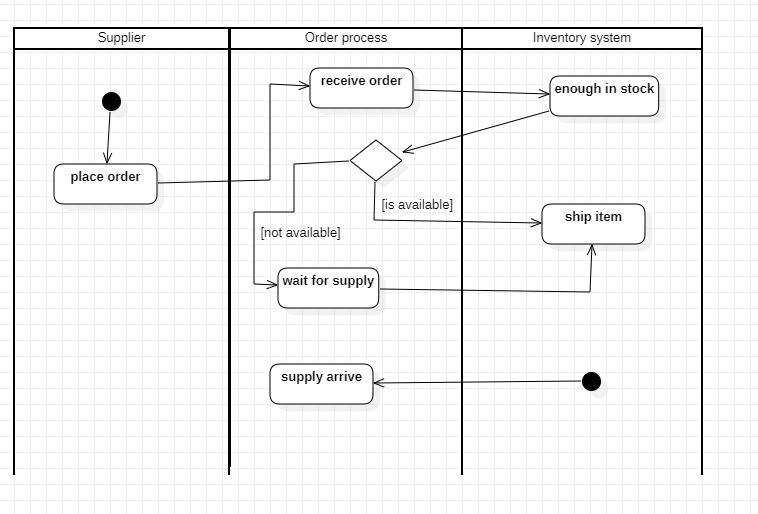 Supplier
Order process
Inventory system
receive order
enough in stock
place order
[is available]
ship item
[not available]
wait for supply
supply arrive